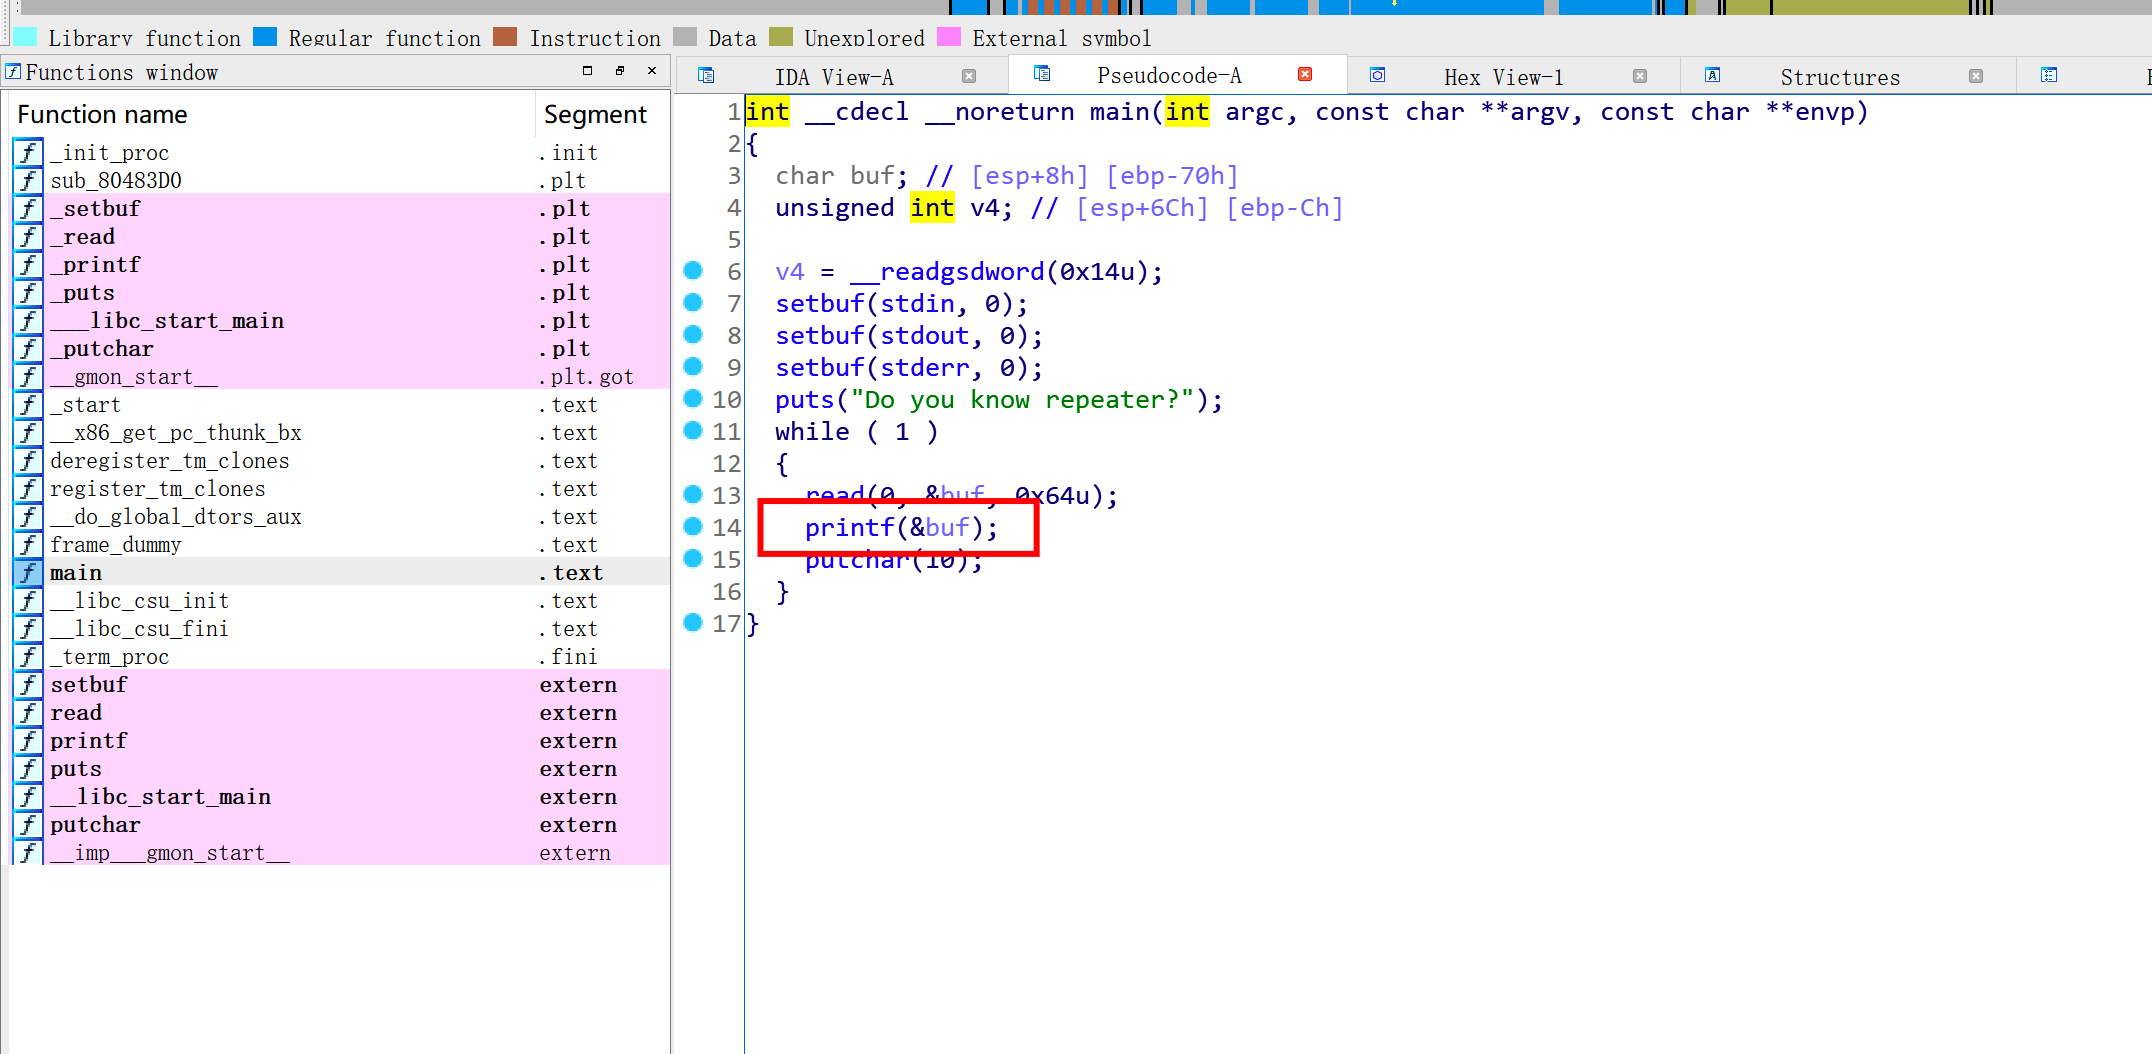 Library function Regular function Instruction Data Unexplored External symbol
Functions window
Function name Segment
_init_proc .init
sub_80483D0 .plt
_setbuf .plt
_read .plt
_printf .plt
_puts .plt
___libc_start_main .plt
_putchar .plt
__gmon_start__ .plt.got
_start .text
__x86_get_pc_thunk_bx .text
deregister_tm_clones .text
register_tm_clones .text
__do_global_dtors_aux .text
frame_dummy .text
main .text
__libc_csu_init .text
__libc_csu_fini .text
_term_proc .fini
setbuf extern
read extern
printf extern
puts extern
__libc_start_main extern
putchar extern
__imp___gmon_start__ extern
IDA View-A Pseudocode-A Hex View-1 Structures
1 int __cdecl __noreturn main(int argc, const char **argv, const char **envp)
2 {
3 char buf; // [esp+8h] [ebp-70h]
4 unsigned int v4; // [esp+6Ch] [ebp-Ch]
5
6 v4 = __readgsdword(0x14u);
7 setbuf(stdin, 0);
8 setbuf(stdout, 0);
9 setbuf(stderr, 0);
10 puts("Do you know repeater?");
11 while ( 1 )
12 {
13 read(0, &buf, 0x64u);
14 printf(&buf);
15 putchar(10);
16 }
17 }